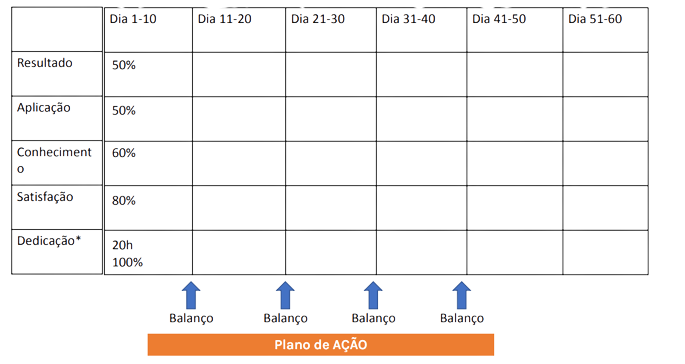 Dia 1-10 Dia 11-20 Dia 21-30 Dia 31-40 Dia 41-50 Dia 51-60
Resultado 50%
Aplicação 50%
Conheciment
o 60%
Satisfação 80%
Dedicação* 20h
100%
Balanço Balanço Balanço Balanço
Plano de AÇÃO